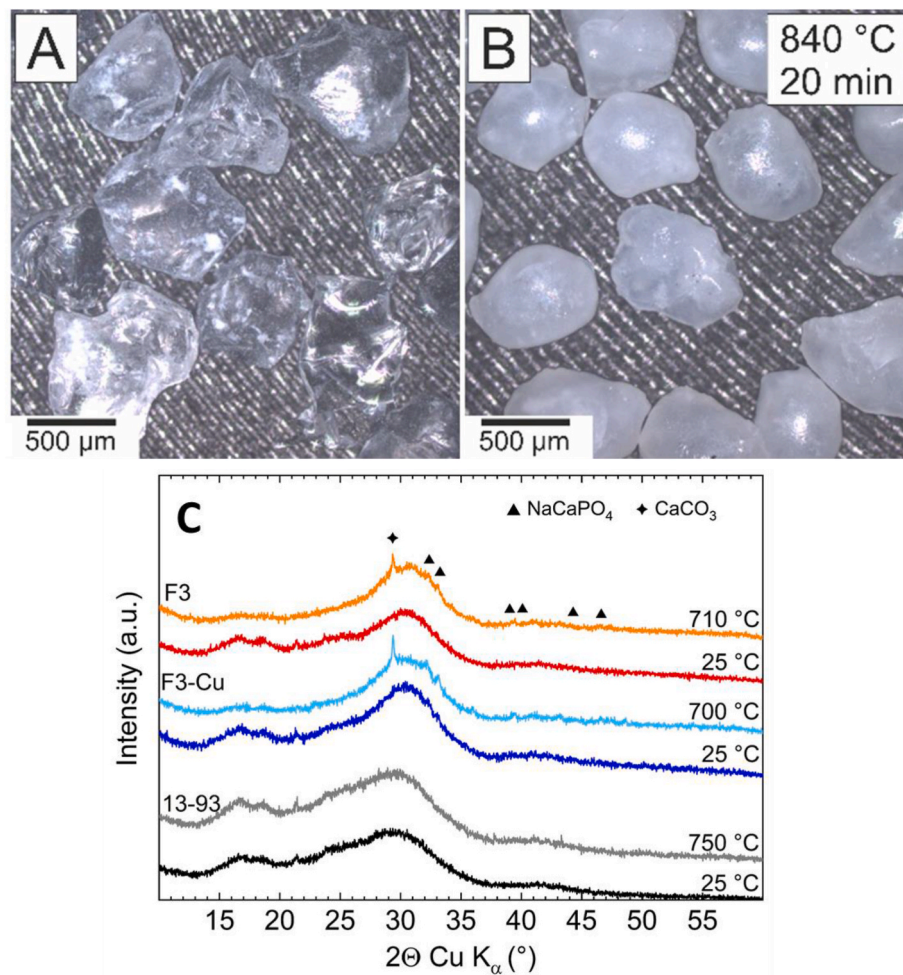 A
500 µm
B
840 °C
20 min
500 µm
C
▲ NaCaPO₄ ✦ CaCO₃
F3
710 °C
25 °C
F3-Cu
700 °C
25 °C
13-93
750 °C
25 °C
Intensity (a.u.)
15 20 25 30 35 40 45 50 55
2Θ Cu Kα (°)